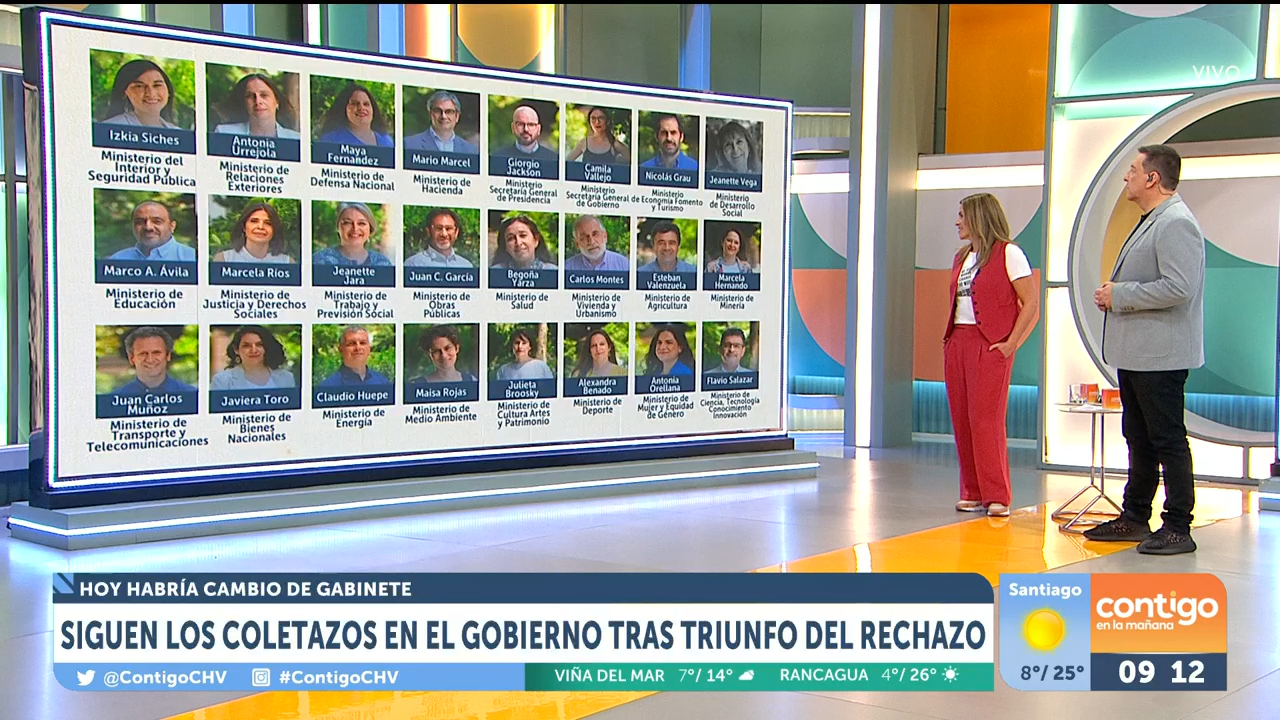 VIVO
Izkia Siches
Ministerio del
Interior y
Seguridad Pública
Antonia
Urrejola
Ministerio de
Relaciones
Exteriores
Maya
Fernandez
Ministerio de
Defensa Nacional
Mario Marcel
Ministerio de
Hacienda
Giorgio
Jackson
Ministerio
Secretaría General
de Presidencia
Camila
Vallejo
Ministerio
Secretaría General
de Gobierno
Nicolás Grau
Ministerio
de Economía Fomento
y Turismo
Jeanette Vega
Ministerio
de Desarrollo
Social
Marco A. Ávila
Ministerio de
Educación
Marcela Ríos
Ministerio de
Justicia y Derechos
Sociales
Jeanette
Jara
Ministerio de
Trabajo y
Previsión Social
Juan C. García
Ministerio de
Obras
Públicas
Begoña
Yarza
Ministerio de
Salud
Carlos Montes
Ministerio de
Vivienda y
Urbanismo
Esteban
Valenzuela
Ministerio de
Agricultura
Marcela
Hernando
Ministerio de
Minería
Juan Carlos
Muñoz
Ministerio de
Transporte y
Telecomunicaciones
Javiera Toro
Ministerio de
Bienes
Nacionales
Claudio Huepe
Ministerio de
Energía
Maisa Rojas
Ministerio de
Medio Ambiente
Julieta
Broosky
Ministerio de
Cultura Artes
y Patrimonio
Alexandra
Benado
Ministerio de
Deporte
Antonia
Orellana
Ministerio de
Mujer y Equidad
de Género
Flavio Salazar
Ministerio de
Ciencia, Tecnología
Conocimiento
Innovación
HOY HABRÍA CAMBIO DE GABINETE
SIGUEN LOS COLETAZOS EN EL GOBIERNO TRAS TRIUNFO DEL RECHAZO
@ContigoCHV #ContigoCHV VIÑA DEL MAR 7°/14° RANCAGUA 4°/26°
Santiago
8°/25°
contigo
en la mañana
09 12